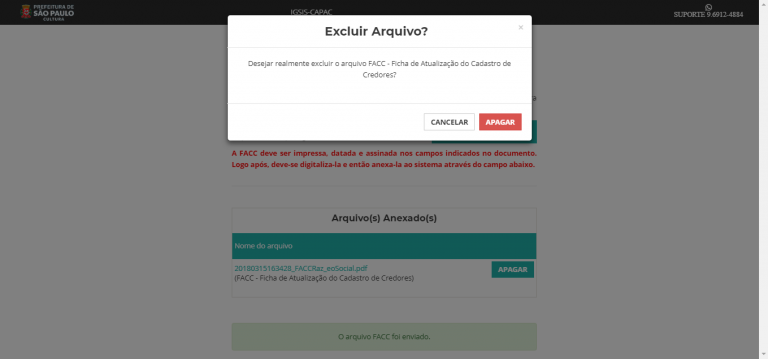 PREFEITURA DE
SÃO PAULO
CULTURA
IGSIS-CAPAC
SUPORTE 9.6912-4884
Excluir Arquivo?
×
Desejar realmente excluir o arquivo FACC - Ficha de Atualização do Cadastro de
Credores?
CANCELAR
APAGAR
A FACC deve ser impressa, datada e assinada nos campos indicados no documento.
Logo após, deve-se digitaliza-la e então anexa-la ao sistema através do campo abaixo.
Arquivo(s) Anexado(s)
Nome do arquivo
20180315163428_FACCRaz_eoSocial.pdf
APAGAR
(FACC - Ficha de Atualização do Cadastro de Credores)
O arquivo FACC foi enviado.